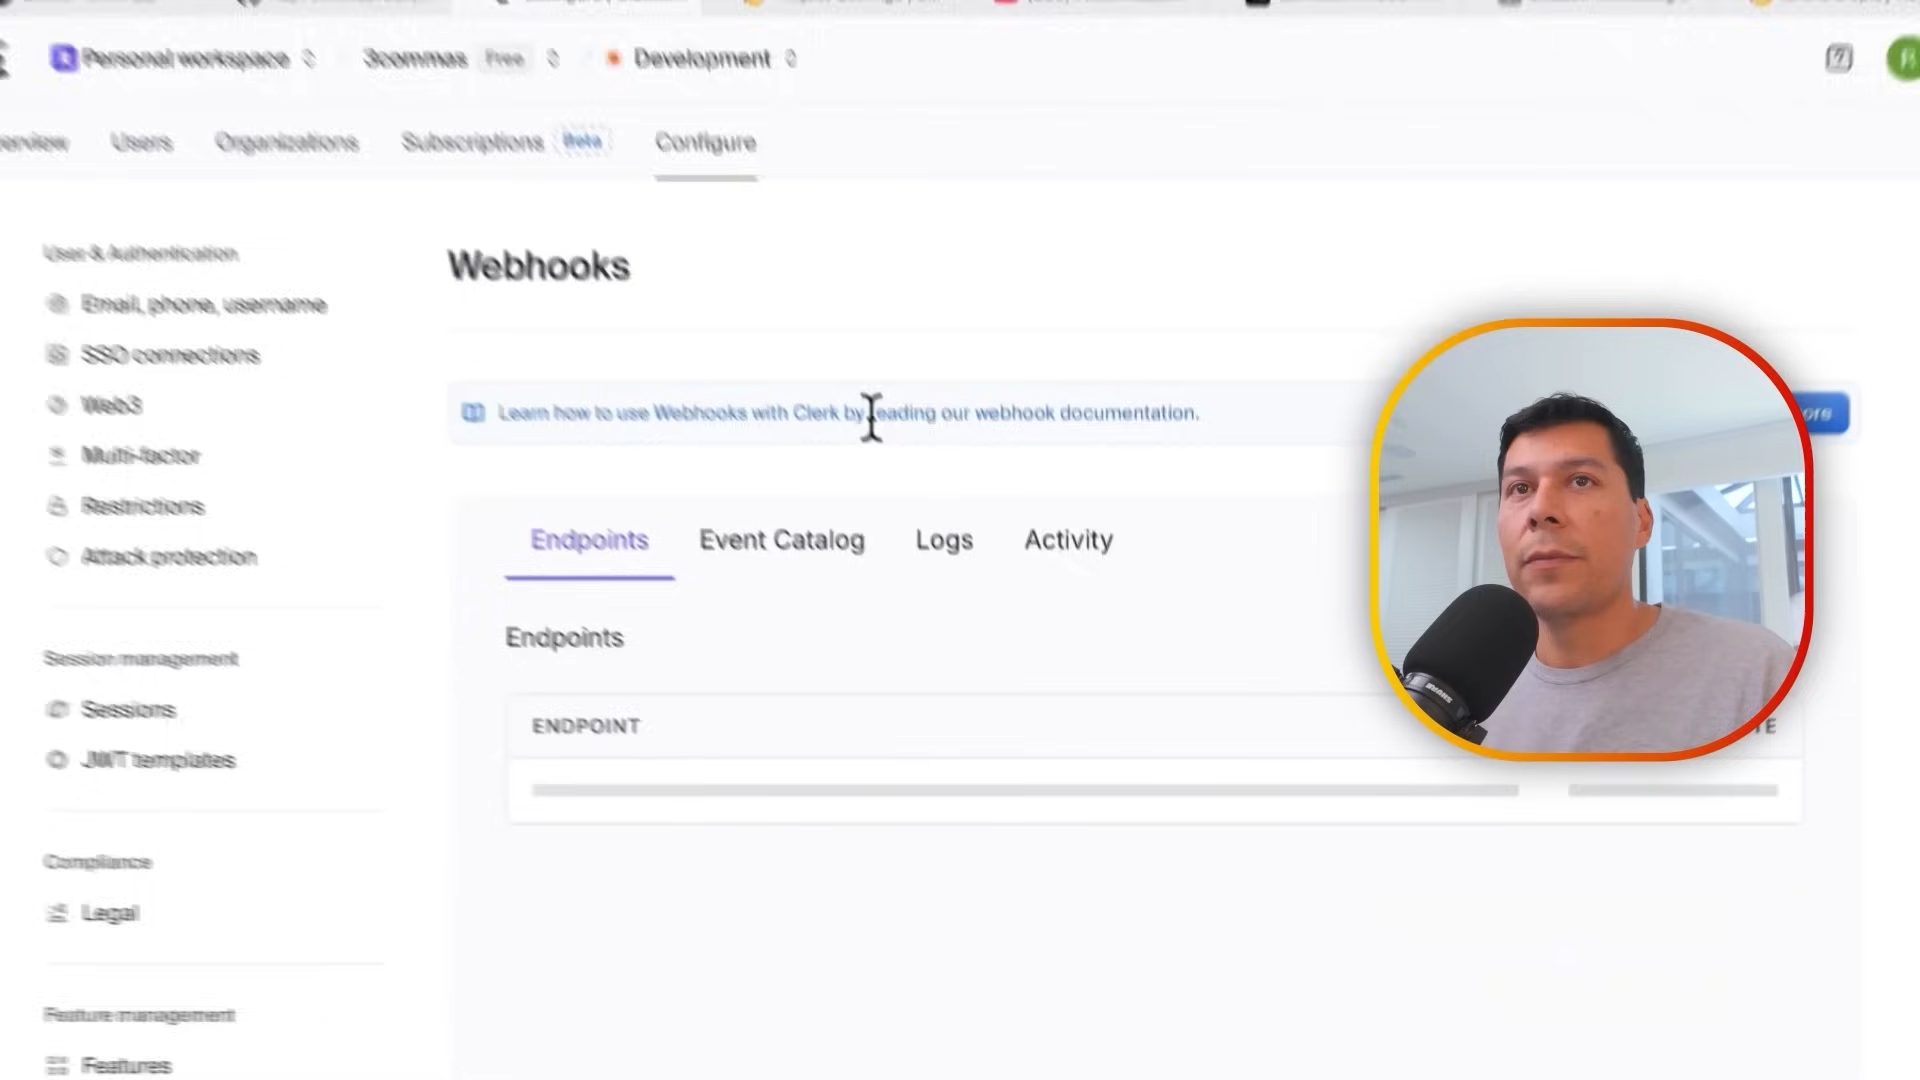 Personal workspace 3commas Free Development
Users Organizations Subscriptions Beta Configure
User & Authentication
Email, phone, username
SSO connections
Web3
Multi-factor
Restrictions
Attack protection
Session management
Sessions
JWT templates
Compliance
Legal
Feature management
Features
Webhooks
Learn how to use Webhooks with Clerk by reading our webhook documentation.
Endpoints Event Catalog Logs Activity
Endpoints
ENDPOINT